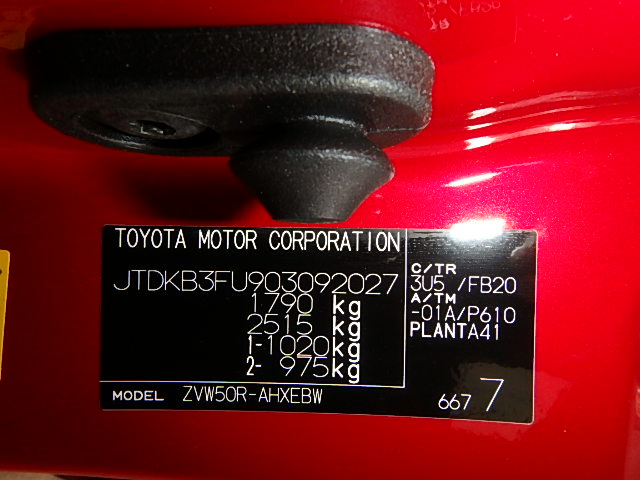 TOYOTA MOTOR CORPORATION
JTDKB3FU903092027
1790 kg
2515 kg
1-1020kg
2- 975kg
C/TR
3U5 /FB20
A/TM
-01A/P610
PLANTA41
MODEL ZVW50R-AHXEBW
667 7